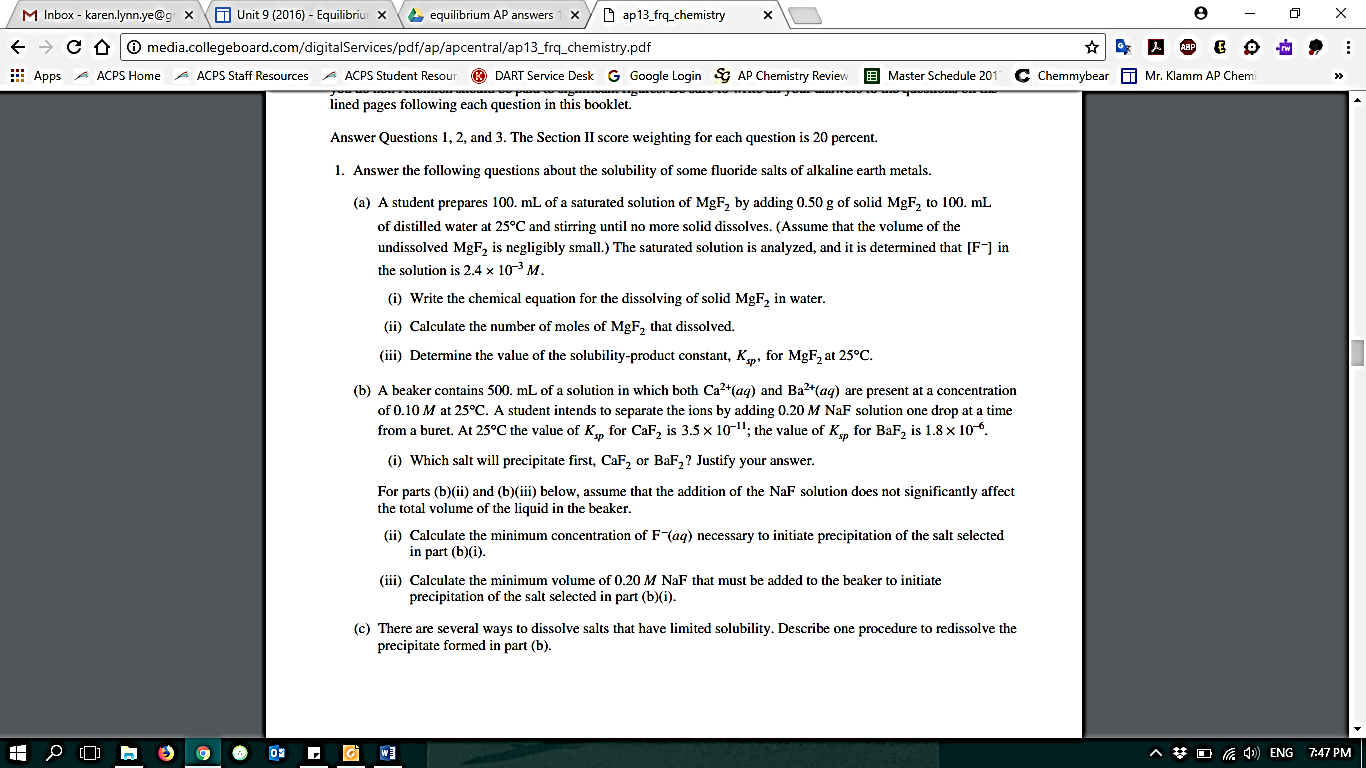 Inbox - karen.lynn.ye@g
Unit 9 (2016) - Equilibriu
equilibrium AP answers
ap13_frq_chemistry
media.collegeboard.com/digitalServices/pdf/ap/apcentral/ap13_frq_chemistry.pdf
Apps ACPS Home ACPS Staff Resources ACPS Student Resour DART Service Desk Google Login AP Chemistry Review Master Schedule 201 Chemmybear Mr. Klamm AP Chemi »
lined pages following each question in this booklet.
Answer Questions 1, 2, and 3. The Section II score weighting for each question is 20 percent.
1. Answer the following questions about the solubility of some fluoride salts of alkaline earth metals.
(a) A student prepares 100. mL of a saturated solution of MgF₂ by adding 0.50 g of solid MgF₂ to 100. mL
of distilled water at 25°C and stirring until no more solid dissolves. (Assume that the volume of the
undissolved MgF₂ is negligibly small.) The saturated solution is analyzed, and it is determined that [F⁻] in
the solution is 2.4 × 10⁻³ M.
(i) Write the chemical equation for the dissolving of solid MgF₂ in water.
(ii) Calculate the number of moles of MgF₂ that dissolved.
(iii) Determine the value of the solubility-product constant, Ksp, for MgF₂ at 25°C.
(b) A beaker contains 500. mL of a solution in which both Ca²⁺(aq) and Ba²⁺(aq) are present at a concentration
of 0.10 M at 25°C. A student intends to separate the ions by adding 0.20 M NaF solution one drop at a time
from a buret. At 25°C the value of Ksp for CaF₂ is 3.5 × 10⁻¹¹; the value of Ksp for BaF₂ is 1.8 × 10⁻⁶.
(i) Which salt will precipitate first, CaF₂ or BaF₂? Justify your answer.
For parts (b)(ii) and (b)(iii) below, assume that the addition of the NaF solution does not significantly affect
the total volume of the liquid in the beaker.
(ii) Calculate the minimum concentration of F⁻(aq) necessary to initiate precipitation of the salt selected
in part (b)(i).
(iii) Calculate the minimum volume of 0.20 M NaF that must be added to the beaker to initiate
precipitation of the salt selected in part (b)(i).
(c) There are several ways to dissolve salts that have limited solubility. Describe one procedure to redissolve the
precipitate formed in part (b).
ENG 7:47 PM